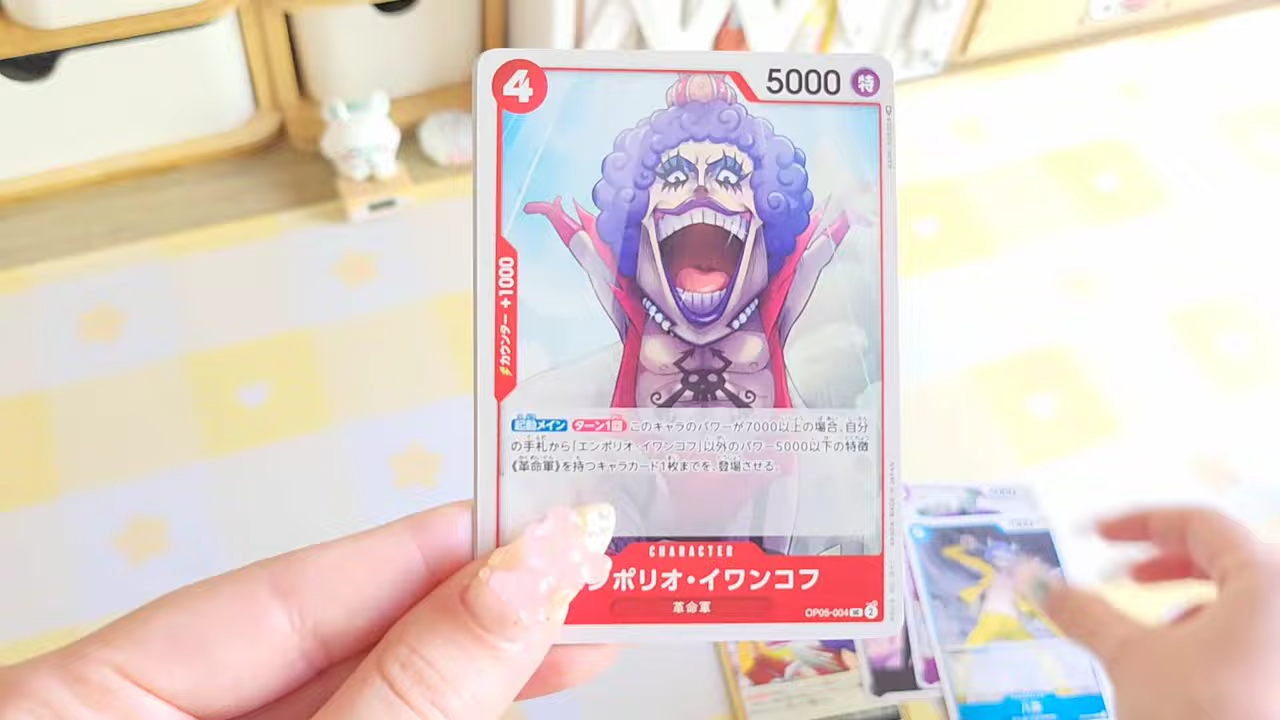 4
5000 特
カウンター +1000
起動メイン ターン1回 このキャラのパワーが7000以上の場合、自分
の手札から「エンポリオ・イワンコフ」以外のパワー5000以下の特徴
《革命軍》を持つキャラカード1枚までを、登場させる。
CHARACTER
ポリオ・イワンコフ
革命軍
OP05-004 UC 2